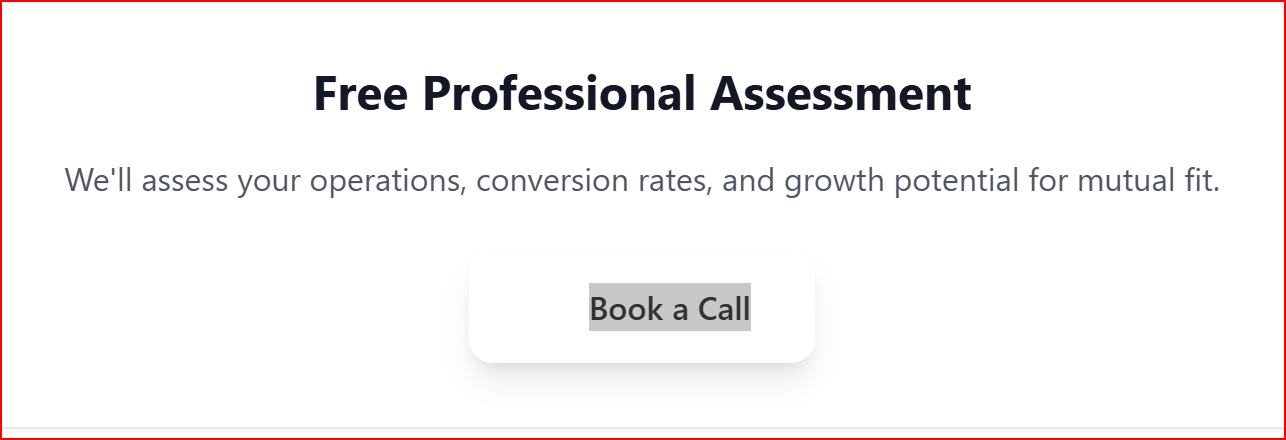 Free Professional Assessment
We'll assess your operations, conversion rates, and growth potential for mutual fit.
Book a Call